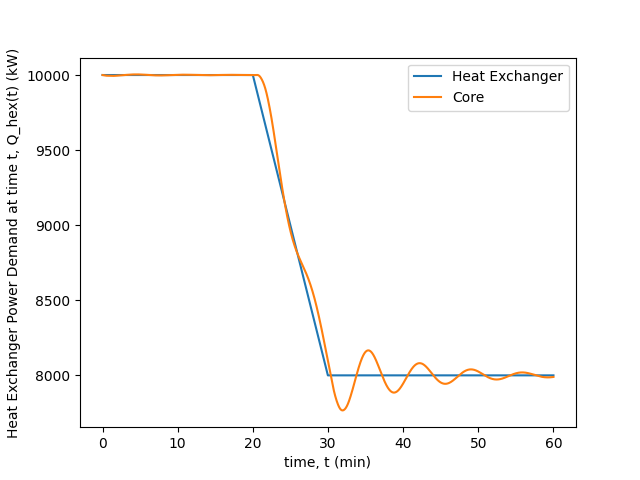 Heat Exchanger Power Demand at time t, Q_hex(t) (kW)
10000
9500
9000
8500
8000
Heat Exchanger
Core
0 10 20 30 40 50 60
time, t (min)